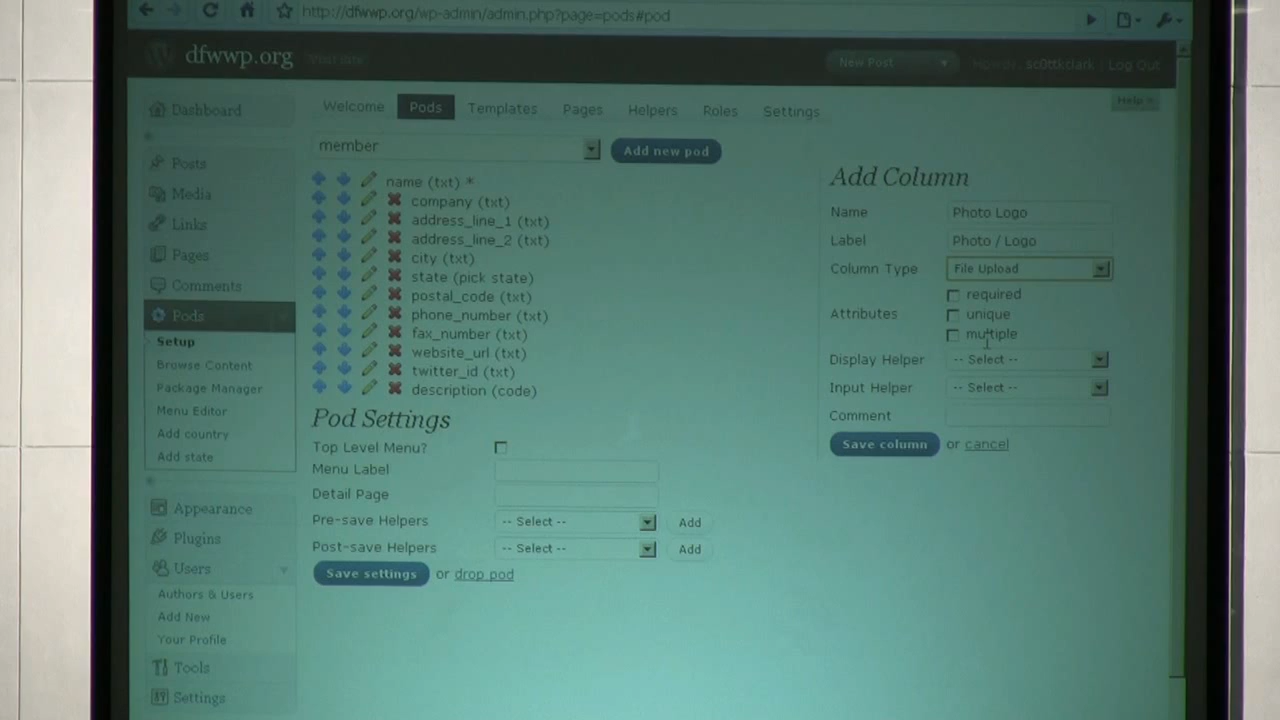 http://dfwwp.org/wp-admin/admin.php?page=pods#pod
dfwwp.org Visit Site New Post Howdy, sc0ttkclark | Log Out
Help
Dashboard
Posts
Media
Links
Pages
Comments
Pods
Setup
Browse Content
Package Manager
Menu Editor
Add country
Add state
Appearance
Plugins
Users
Authors & Users
Add New
Your Profile
Tools
Settings
Welcome Pods Templates Pages Helpers Roles Settings
member Add new pod
name (txt) *
company (txt)
address_line_1 (txt)
address_line_2 (txt)
city (txt)
state (pick state)
postal_code (txt)
phone_number (txt)
fax_number (txt)
website_url (txt)
twitter_id (txt)
description (code)
Pod Settings
Top Level Menu?
Menu Label
Detail Page
Pre-save Helpers -- Select -- Add
Post-save Helpers -- Select -- Add
Save settings or drop pod
Add Column
Name Photo Logo
Label Photo / Logo
Column Type File Upload
required
Attributes unique
multiple
Display Helper -- Select --
Input Helper -- Select --
Comment
Save column or cancel